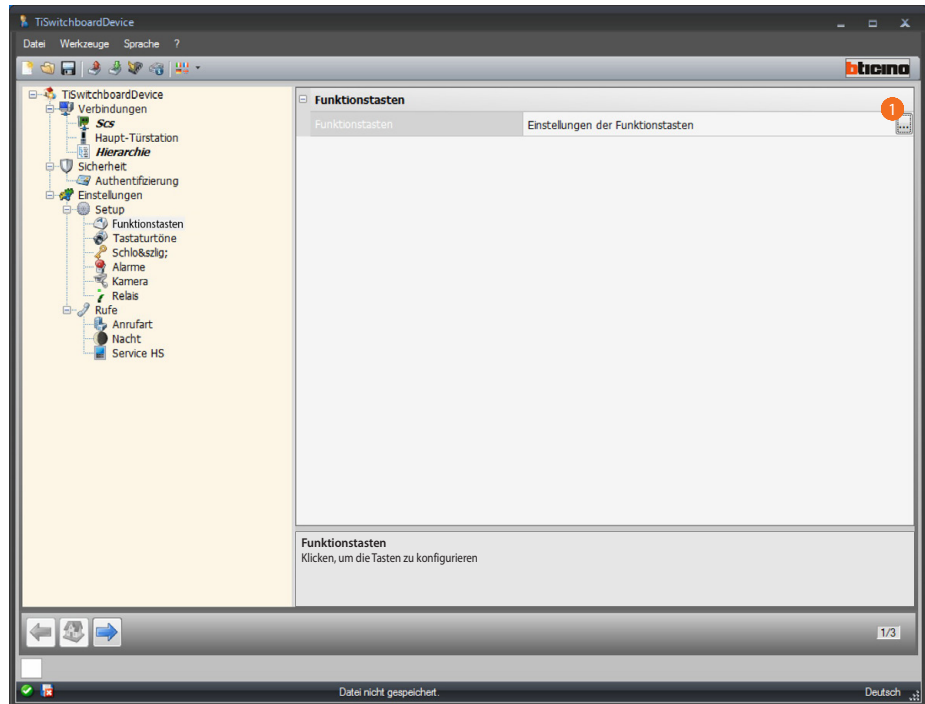 TiSwitchboardDevice
Datei Werkzeuge Sprache ?
bticino
TiSwitchboardDevice
Verbindungen
Scs
Haupt-Türstation
Hierarchie
Sicherheit
Authentifizierung
Einstellungen
Setup
Funktionstasten
Tastaturtöne
Schlo&szlig;
Alarme
Kamera
Relais
Rufe
Anrufart
Nacht
Service HS
Funktionstasten
1
Funktionstasten Einstellungen der Funktionstasten ...
Funktionstasten
Klicken, um die Tasten zu konfigurieren
1/3
Datei nicht gespeichert. Deutsch